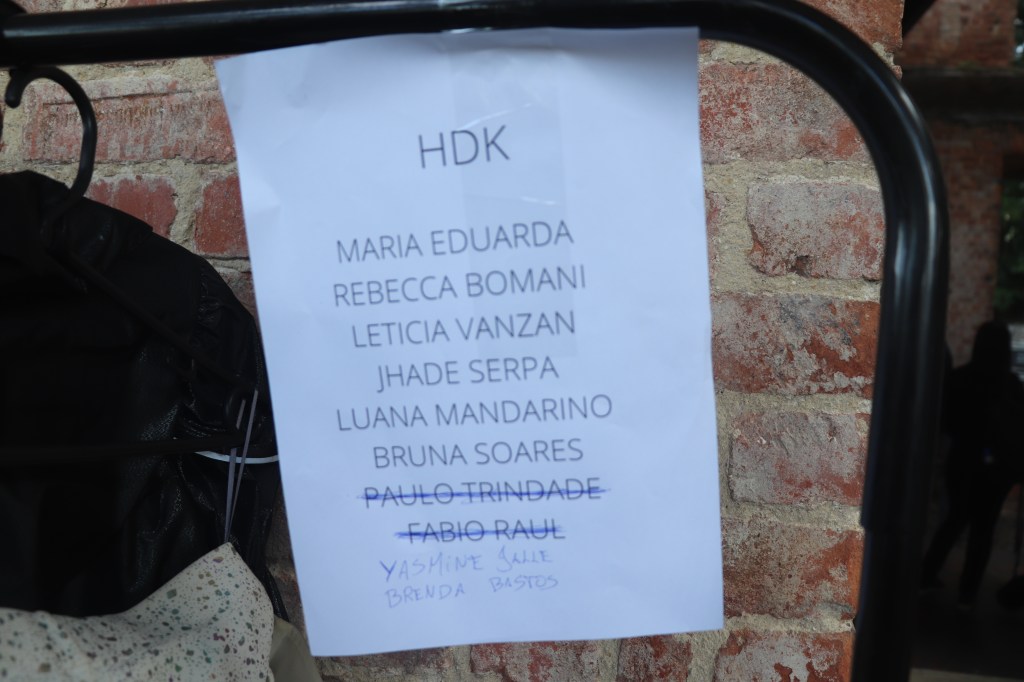 HDK
MARIA EDUARDA
REBECCA BOMANI
LETICIA VANZAN
JHADE SERPA
LUANA MANDARINO
BRUNA SOARES
PAULO TRINDADE
FABIO RAUL
YASMINE JALLE
BRENDA BASTOS